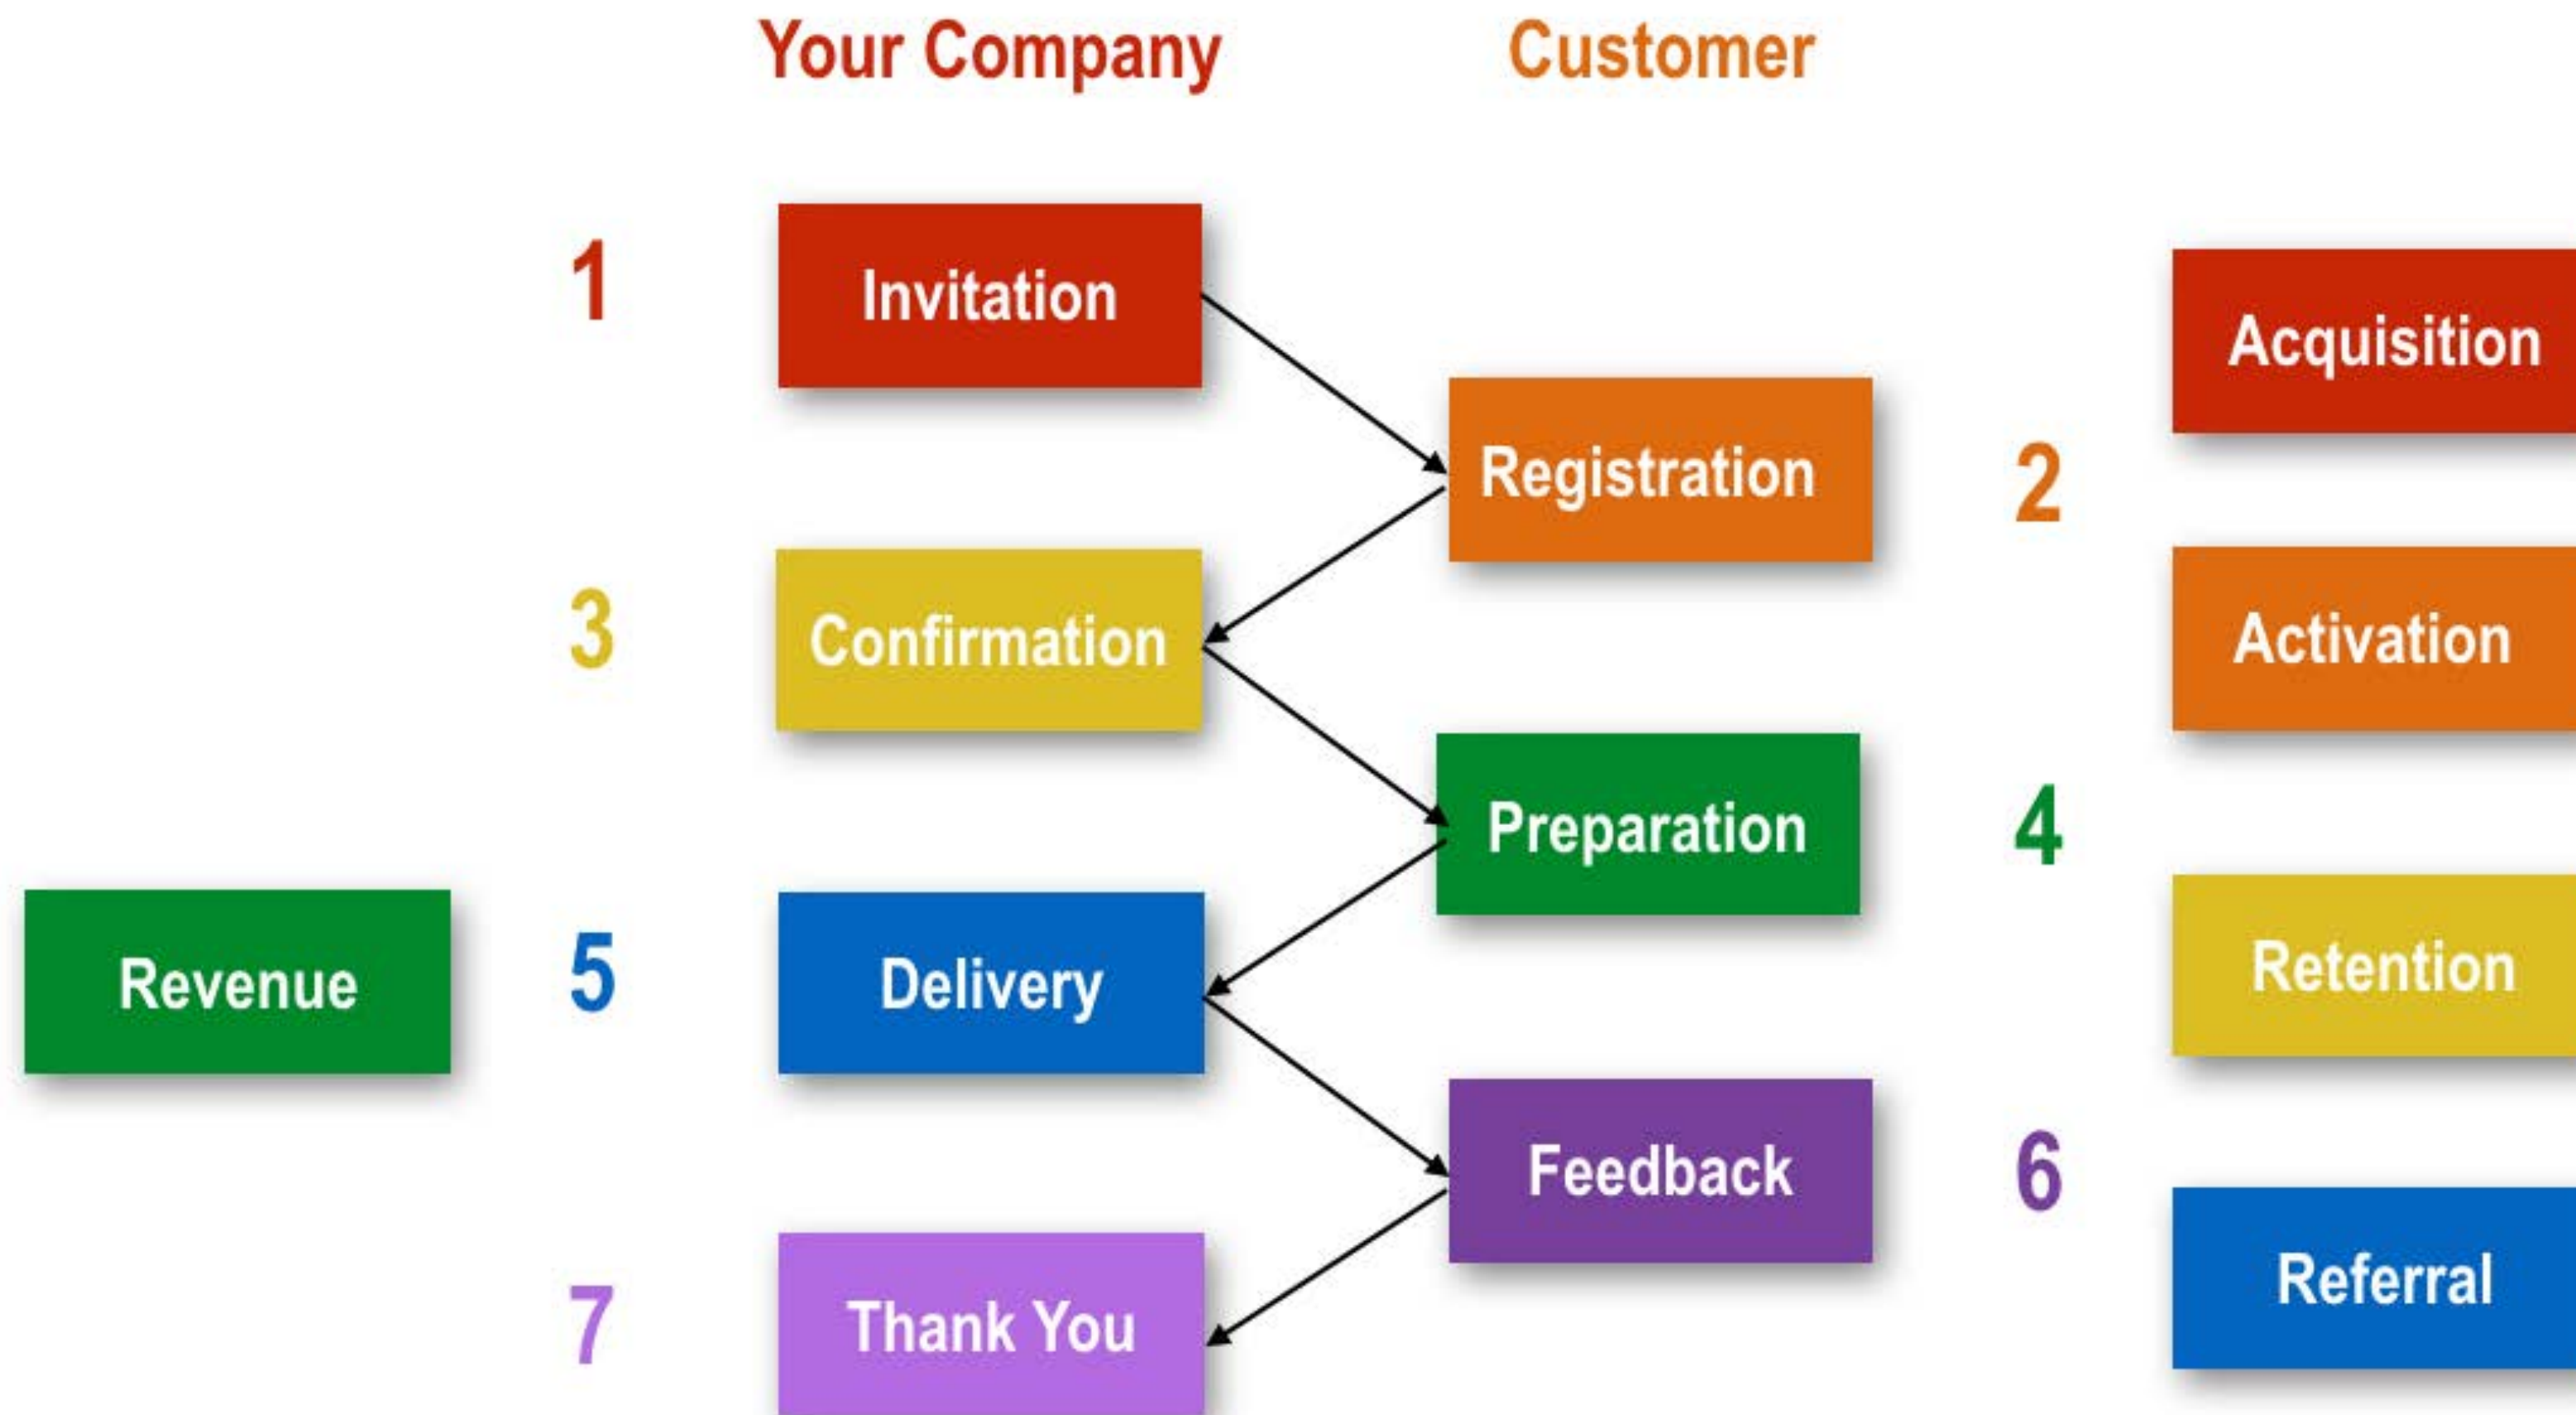 Your Company
Customer
1
Invitation
Acquisition
Registration
2
3
Confirmation
Activation
Preparation
4
Revenue
5
Delivery
Retention
Feedback
6
7
Thank You
Referral